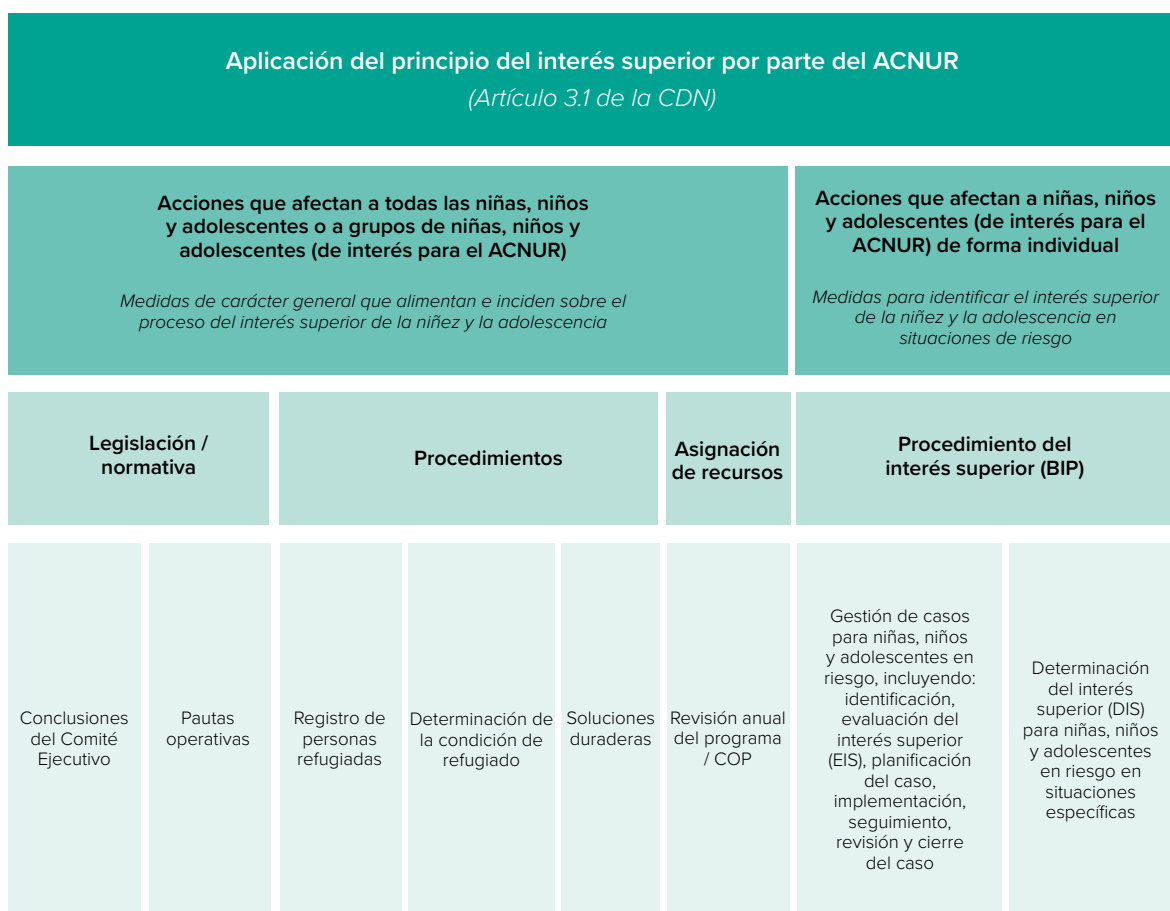 Aplicación del principio del interés superior por parte del ACNUR
(Artículo 3.1 de la CDN)
Acciones que afectan a todas las niñas, niños
y adolescentes o a grupos de niñas, niños y
adolescentes (de interés para el ACNUR)
Medidas de carácter general que alimentan e inciden sobre el
proceso del interés superior de la niñez y la adolescencia
Acciones que afectan a niñas, niños
y adolescentes (de interés para el
ACNUR) de forma individual
Medidas para identificar el interés superior
de la niñez y la adolescencia en
situaciones de riesgo
Legislación /
normativa
Procedimientos
Asignación
de recursos
Procedimiento del
interés superior (BIP)
Conclusiones
del Comité
Ejecutivo
Pautas
operativas
Registro de
personas
refugiadas
Determinación de
la condición de
refugiado
Soluciones
duraderas
Revisión anual
del programa
/ COP
Gestión de casos
para niñas, niños
y adolescentes en
riesgo, incluyendo:
identificación,
evaluación del
interés superior
(EIS), planificación
del caso,
implementación,
seguimiento,
revisión y cierre
del caso
Determinación
del interés
superior (DIS)
para niñas, niños
y adolescentes
en riesgo en
situaciones
específicas